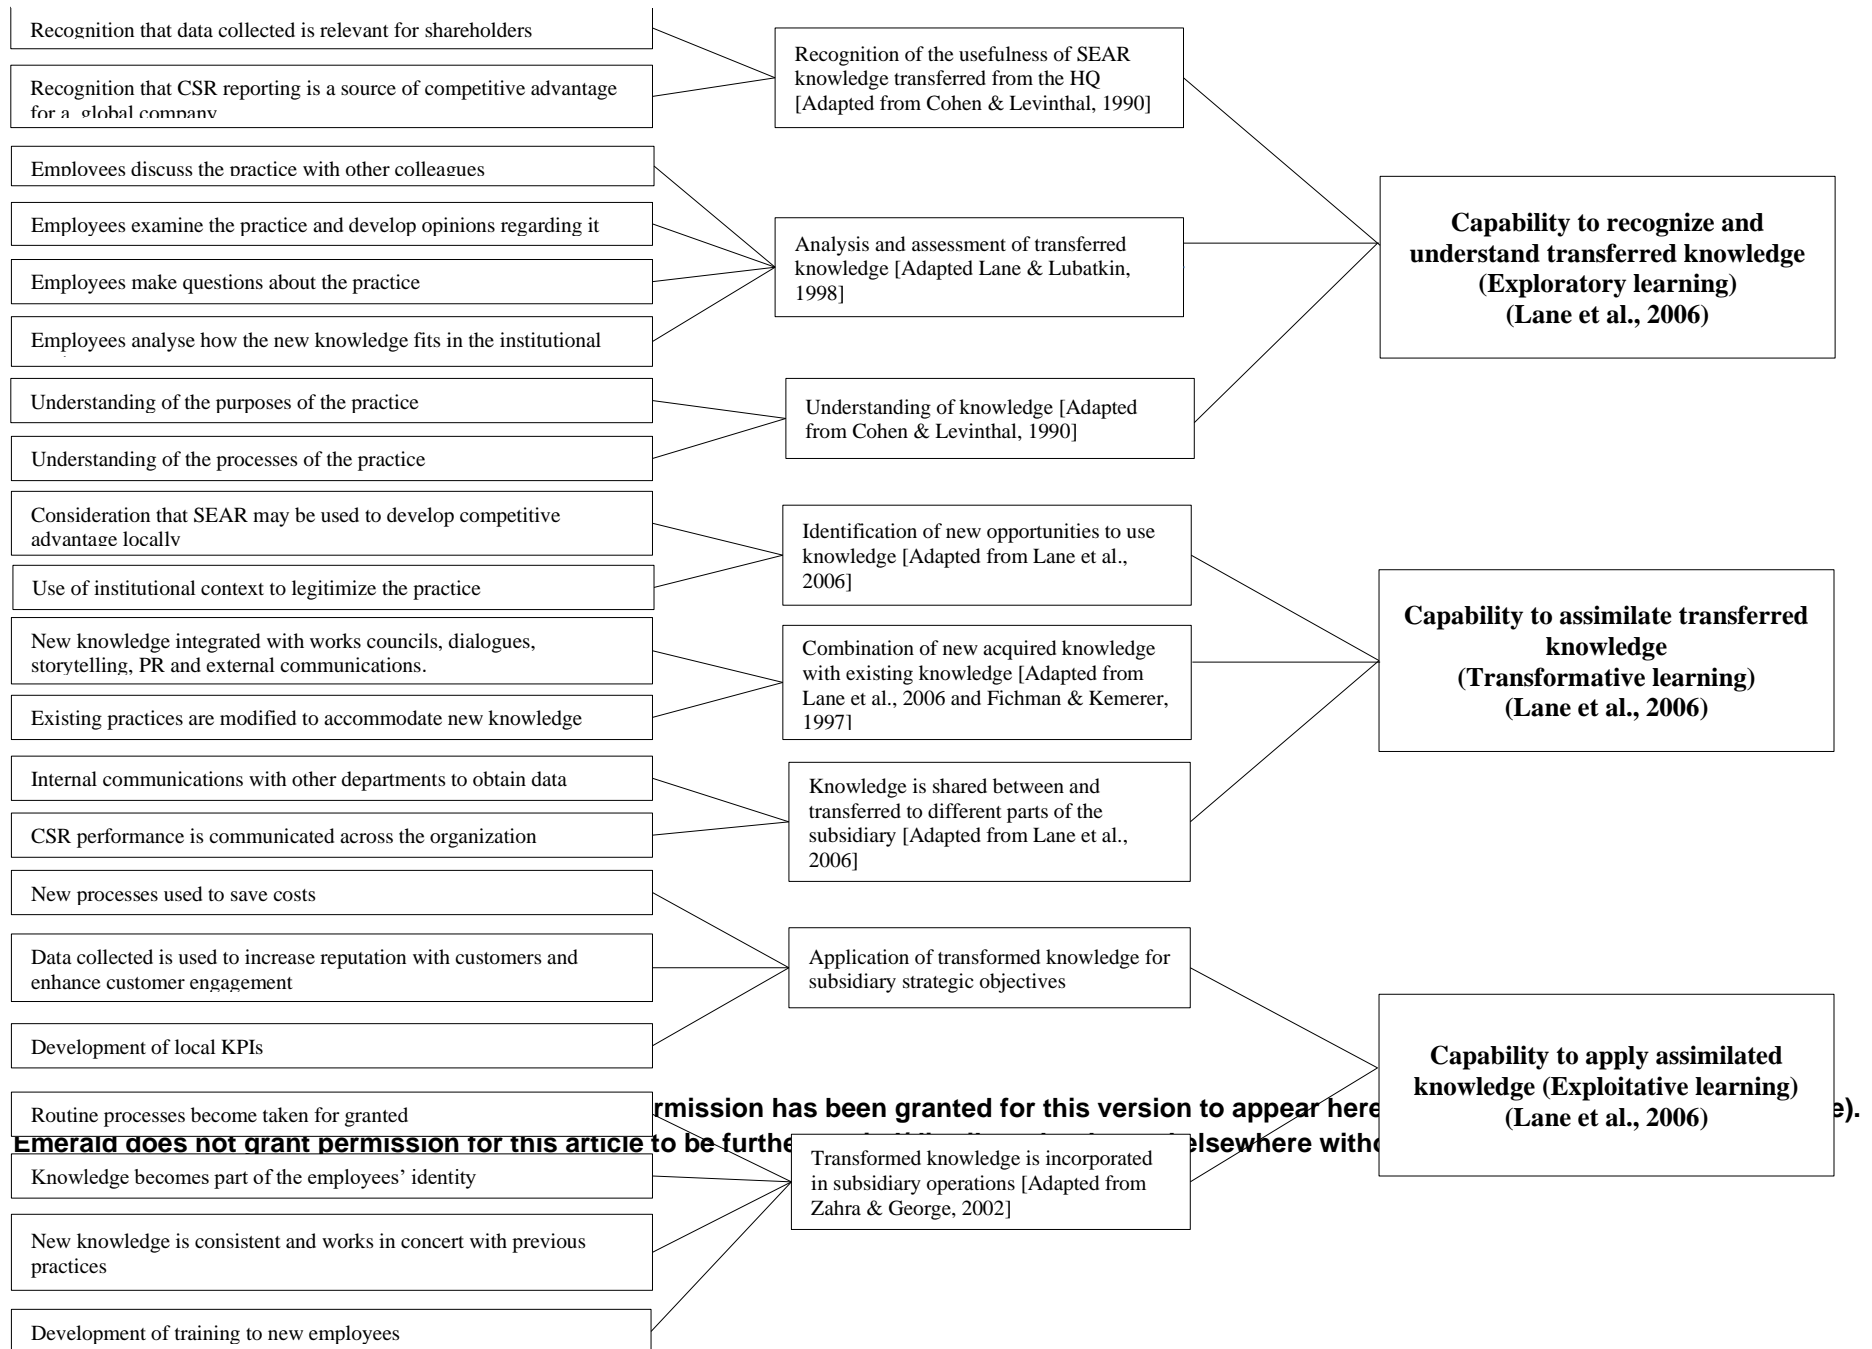 Recognition that data collected is relevant for shareholders
Recognition that CSR reporting is a source of competitive advantage
for a  global company
Employees discuss the practice with other colleagues
Employees examine the practice and develop opinions regarding it
Employees make questions about the practice
Employees analyse how the new knowledge fits in the institutional
Understanding of the purposes of the practice
Understanding of the processes of the practice
Consideration that SEAR may be used to develop competitive
advantage locally
Use of institutional context to legitimize the practice
New knowledge integrated with works councils, dialogues,
storytelling, PR and external communications.
Existing practices are modified to accommodate new knowledge
Internal communications with other departments to obtain data
CSR performance is communicated across the organization
New processes used to save costs
Data collected is used to increase reputation with customers and
enhance customer engagement
Development of local KPIs
Routine processes become taken for granted
Knowledge becomes part of the employees’ identity
New knowledge is consistent and works in concert with previous
practices
Development of training to new employees
Recognition of the usefulness of SEAR
knowledge transferred from the HQ
[Adapted from Cohen & Levinthal, 1990]
Analysis and assessment of transferred
knowledge [Adapted Lane & Lubatkin,
1998]
Understanding of knowledge [Adapted
from Cohen & Levinthal, 1990]
Identification of new opportunities to use
knowledge [Adapted from Lane et al.,
2006]
Combination of new acquired knowledge
with existing knowledge [Adapted from
Lane et al., 2006 and Fichman & Kemerer,
1997]
Knowledge is shared between and
transferred to different parts of the
subsidiary [Adapted from Lane et al.,
2006]
Application of transformed knowledge for
subsidiary strategic objectives
Transformed knowledge is incorporated
in subsidiary operations [Adapted from
Zahra & George, 2002]
Capability to recognize and
understand transferred knowledge
(Exploratory learning)
(Lane et al., 2006)
Capability to assimilate transferred
knowledge
(Transformative learning)
(Lane et al., 2006)
Capability to apply assimilated
knowledge (Exploitative learning)
(Lane et al., 2006)
rmission has been granted for this version to appear here e).
Emerald does not grant permission for this article to be furthe elsewhere witho